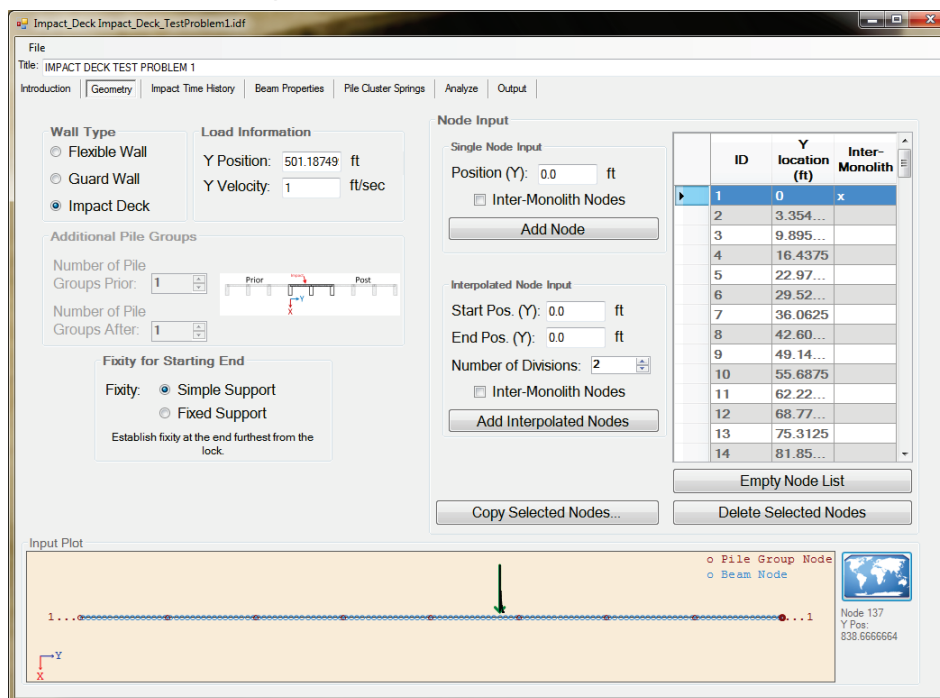 Impact_Deck Impact_Deck_TestProblem1.idf
File
Title: IMPACT DECK TEST PROBLEM 1
Introduction Geometry Impact Time History Beam Properties Pile Cluster Springs Analyze Output
Wall Type
Flexible Wall
Guard Wall
Impact Deck
Load Information
Y Position: 501.18749 ft
Y Velocity: 1 ft/sec
Additional Pile Groups
Number of Pile
Groups Prior: 1
Number of Pile
Groups After: 1
Prior Impact Post
Y
X
Fixity for Starting End
Fixity: Simple Support
Fixed Support
Establish fixity at the end furthest from the
lock.
Node Input
Single Node Input
Position (Y): 0.0 ft
Inter-Monolith Nodes
Add Node
Interpolated Node Input
Start Pos. (Y): 0.0 ft
End Pos. (Y): 0.0 ft
Number of Divisions: 2
Inter-Monolith Nodes
Add Interpolated Nodes
Copy Selected Nodes...
ID Y location (ft) Inter-Monolith
1 0 x
2 3.354...
3 9.895...
4 16.4375
5 22.97...
6 29.52...
7 36.0625
8 42.60...
9 49.14...
10 55.6875
11 62.22...
12 68.77...
13 75.3125
14 81.85...
Empty Node List
Delete Selected Nodes
Input Plot
o Pile Group Node
o Beam Node
1... ...1
Y
X
Node 137
Y Pos:
838.6666664